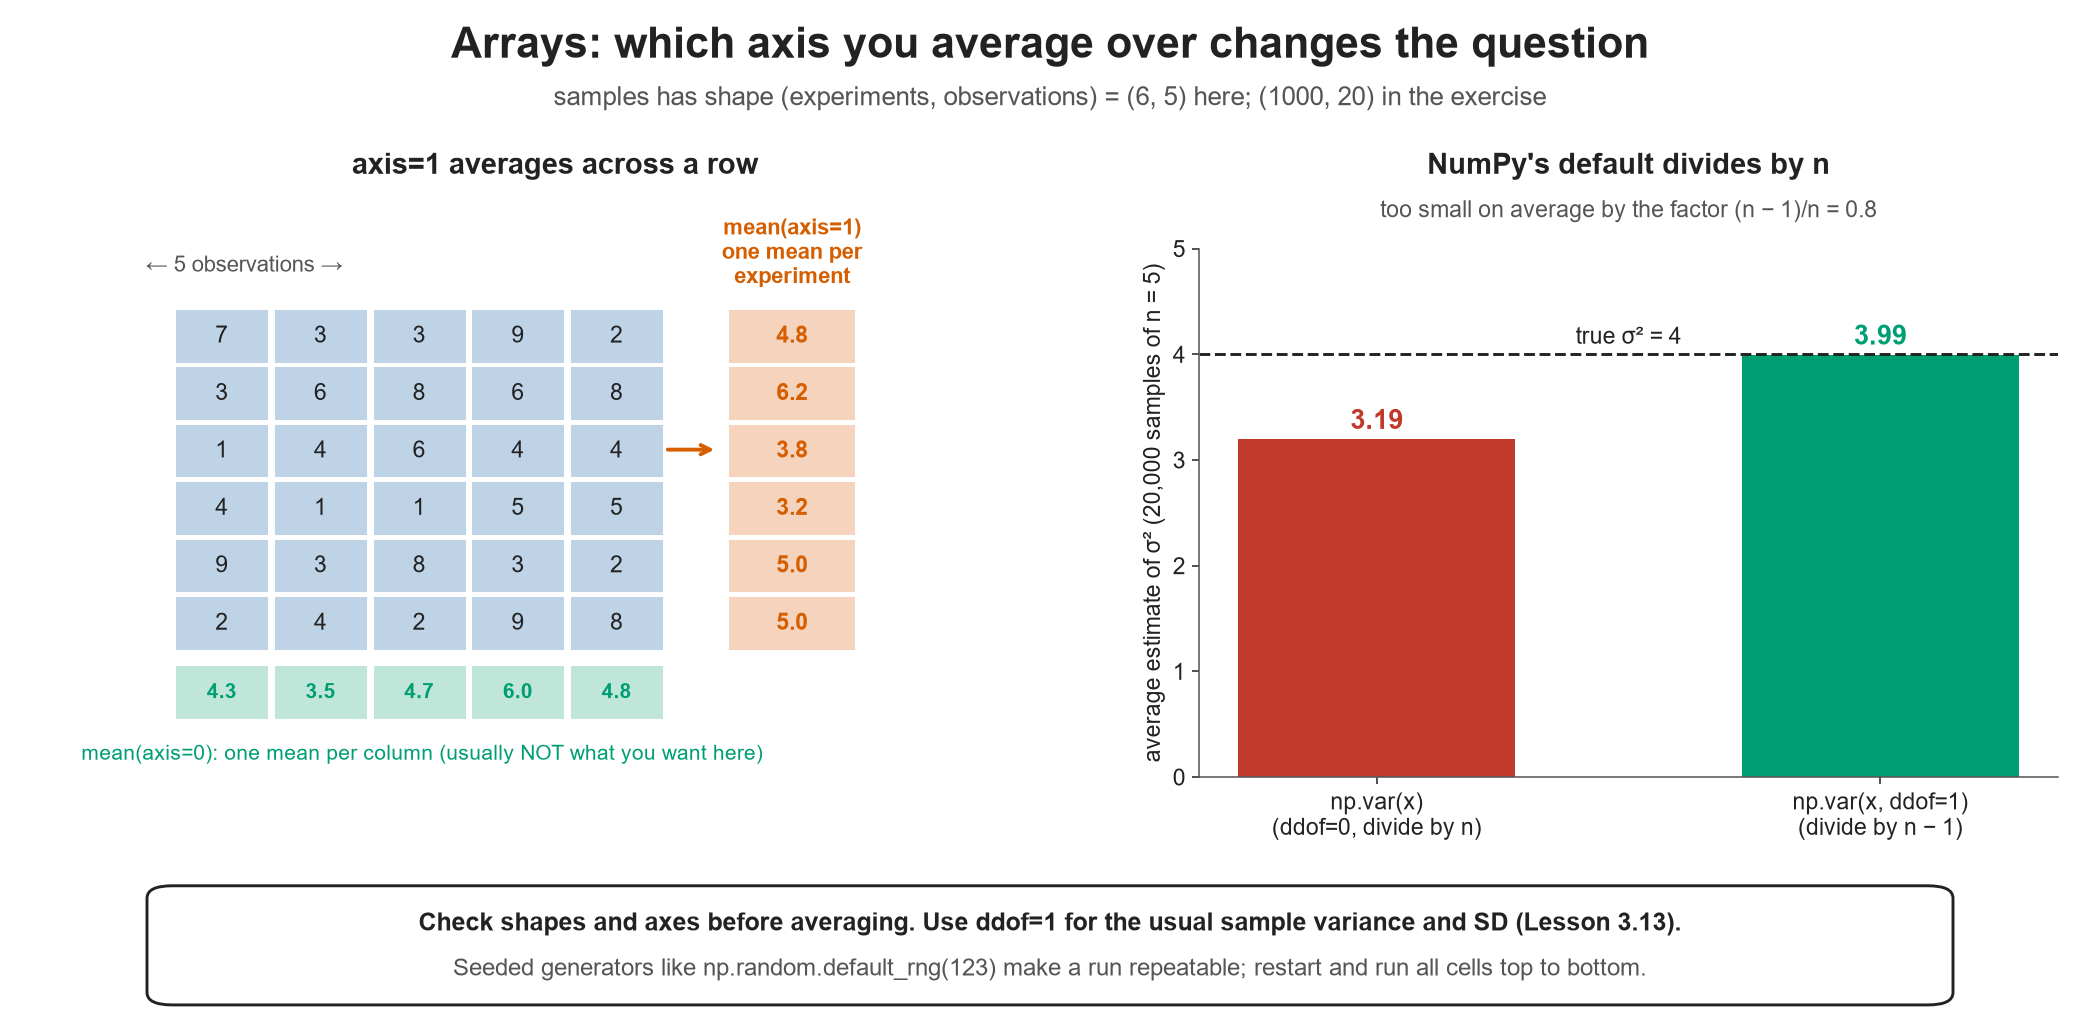 Arrays: which axis you average over changes the question
samples has shape (experiments, observations) = (6, 5) here; (1000, 20) in the exercise
axis=1 averages across a row
mean(axis=1)
one mean per
experiment
← 5 observations →
7 3 3 9 2 4.8
3 6 8 6 8 6.2
1 4 6 4 4 3.8
4 1 1 5 5 3.2
9 3 8 3 2 5.0
2 4 2 9 8 5.0
4.3 3.5 4.7 6.0 4.8
mean(axis=0): one mean per column (usually NOT what you want here)
NumPy's default divides by n
too small on average by the factor (n − 1)/n = 0.8
average estimate of σ² (20,000 samples of n = 5)
5
4
3
2
1
0
true σ² = 4
3.19
3.99
np.var(x)
(ddof=0, divide by n)
np.var(x, ddof=1)
(divide by n − 1)
Check shapes and axes before averaging. Use ddof=1 for the usual sample variance and SD (Lesson 3.13).
Seeded generators like np.random.default_rng(123) make a run repeatable; restart and run all cells top to bottom.